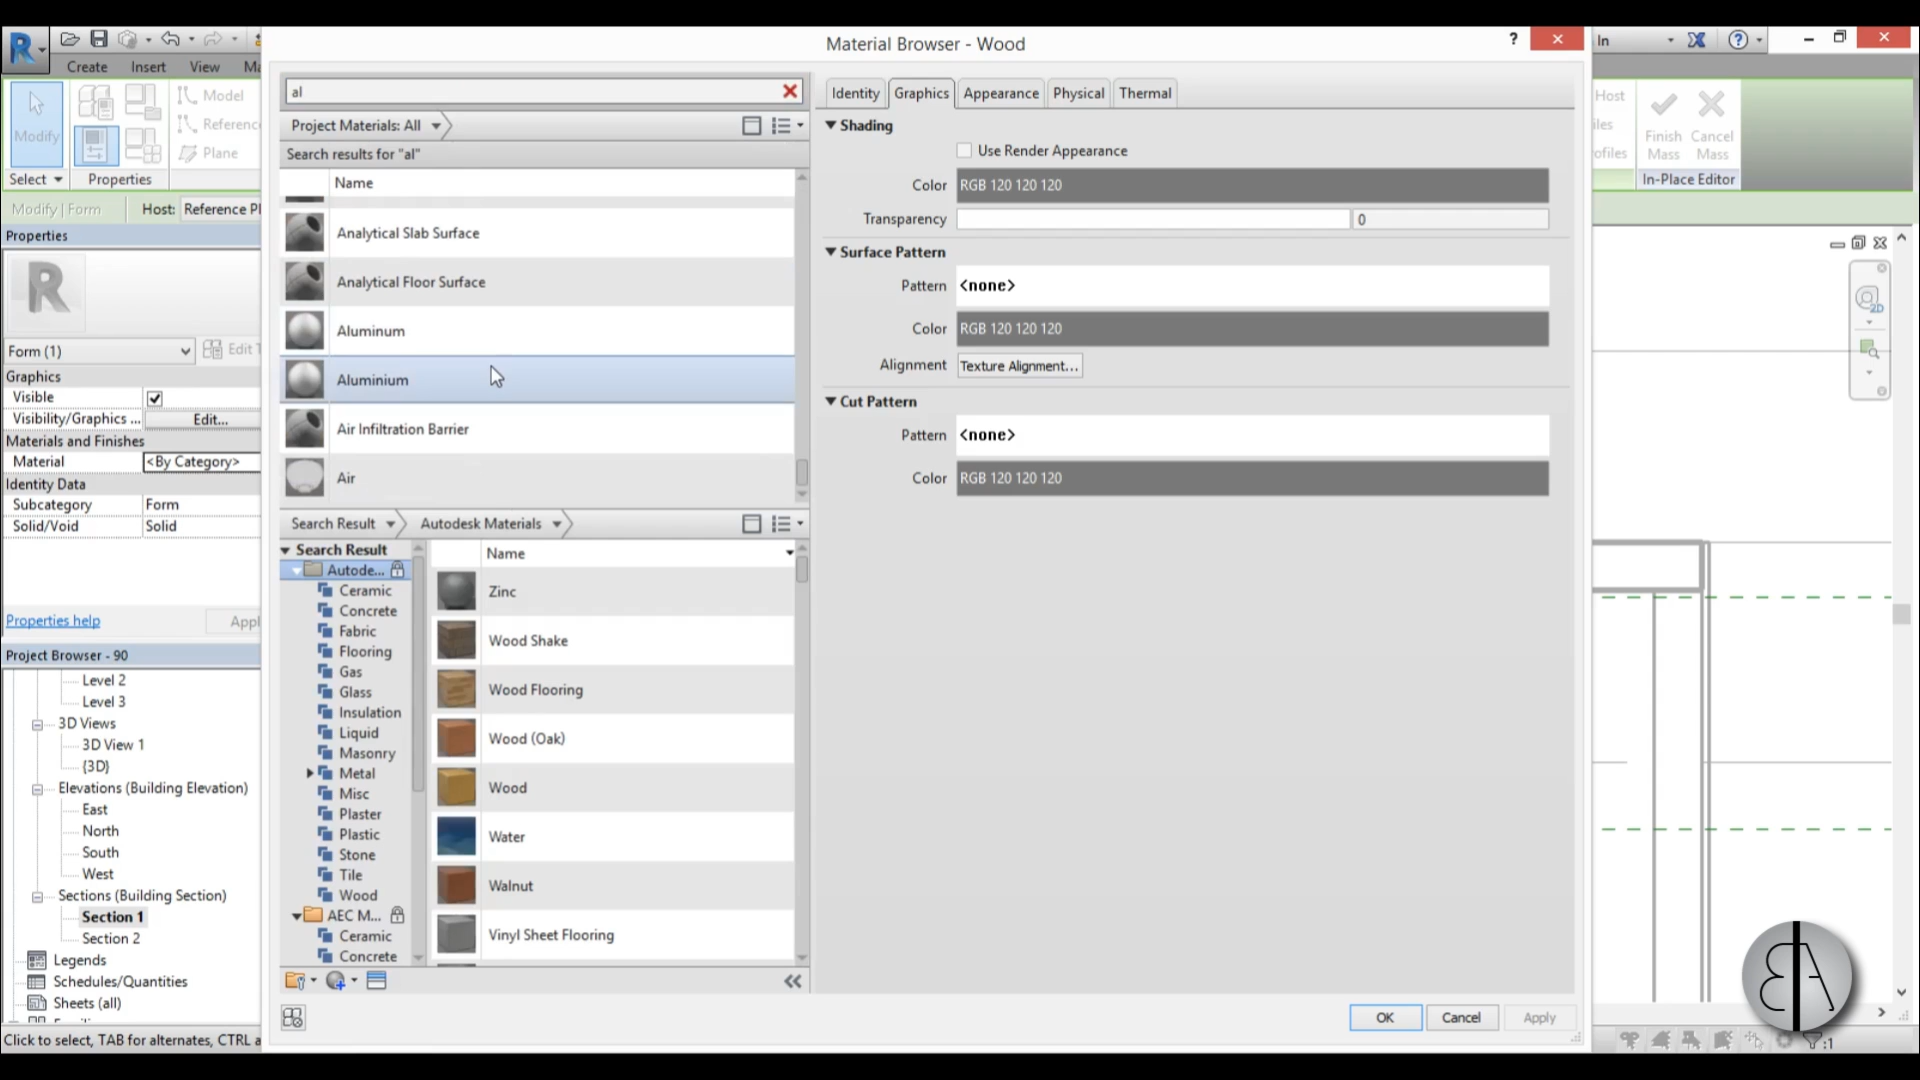 Material Browser - Wood
?
In
Create Insert View
Modify
Model
Reference
Plane
Select
Properties
Modify | Form
Host: Reference Pl
Properties
R
Form (1)
Edit T
Graphics
Visible
Visibility/Graphics ... Edit...
Materials and Finishes
Material <By Category>
Identity Data
Subcategory Form
Solid/Void Solid
Properties help
Appl
Project Browser - 90
Level 2
Level 3
3D Views
3D View 1
{3D}
Elevations (Building Elevation)
East
North
South
West
Sections (Building Section)
Section 1
Section 2
Legends
Schedules/Quantities
Sheets (all)
Click to select, TAB for alternates, CTRL a
al
Project Materials: All
Search results for "al"
Name
Analytical Slab Surface
Analytical Floor Surface
Aluminum
Aluminium
Air Infiltration Barrier
Air
Search Result
Autodesk Materials
Search Result
Autode...
Ceramic
Concrete
Fabric
Flooring
Gas
Glass
Insulation
Liquid
Masonry
Metal
Misc
Plaster
Plastic
Stone
Tile
Wood
AEC M...
Ceramic
Concrete
Name
Zinc
Wood Shake
Wood Flooring
Wood (Oak)
Wood
Water
Walnut
Vinyl Sheet Flooring
Identity Graphics Appearance Physical Thermal
Shading
Use Render Appearance
Color RGB 120 120 120
Transparency 0
Surface Pattern
Pattern <none>
Color RGB 120 120 120
Alignment Texture Alignment...
Cut Pattern
Pattern <none>
Color RGB 120 120 120
OK Cancel Apply
Host
Finish Mass
Cancel Mass
In-Place Editor
2D
:1